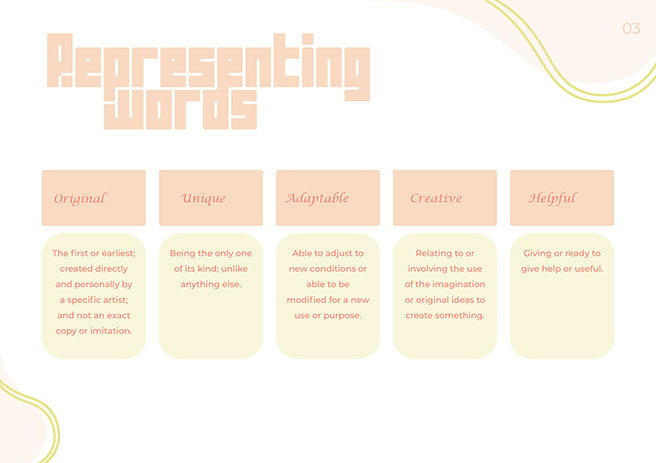 03
Representing
words
Original
Unique
Adaptable
Creative
Helpful
The first or earliest;
created directly
and personally by
a specific artist;
and not an exact
copy or imitation.
Being the only one
of its kind; unlike
anything else.
Able to adjust to
new conditions or
able to be
modified for a new
use or purpose.
Relating to or
involving the use
of the imagination
or original ideas to
create something.
Giving or ready to
give help or useful.